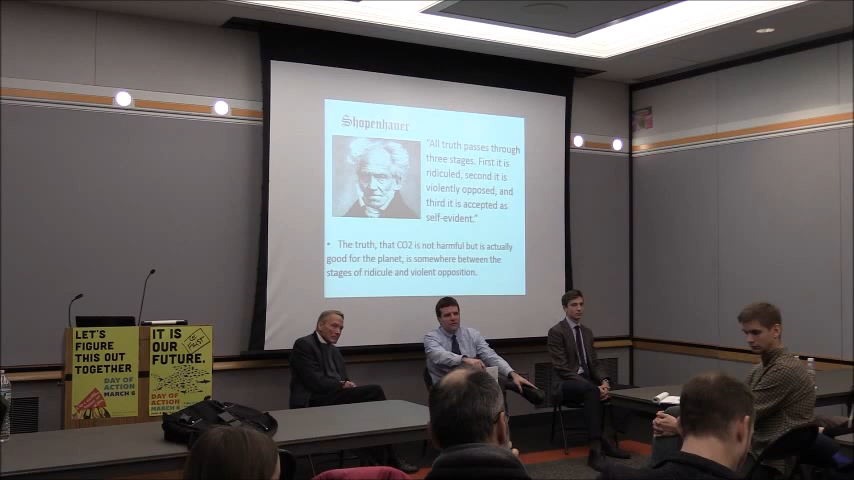 Shopenhauer
"All truth passes through
three stages. First it is
ridiculed, second it is
violently opposed, and
third it is accepted as
self-evident."
• The truth, that CO2 is not harmful but is actually
good for the planet, is somewhere between the
stages of ridicule and violent opposition.
LET'S
FIGURE
THIS OUT
TOGETHER
DAY OF
ACTION
MARCH 6
IT IS
OUR
FUTURE.
DAY OF
ACTION
MARCH 6